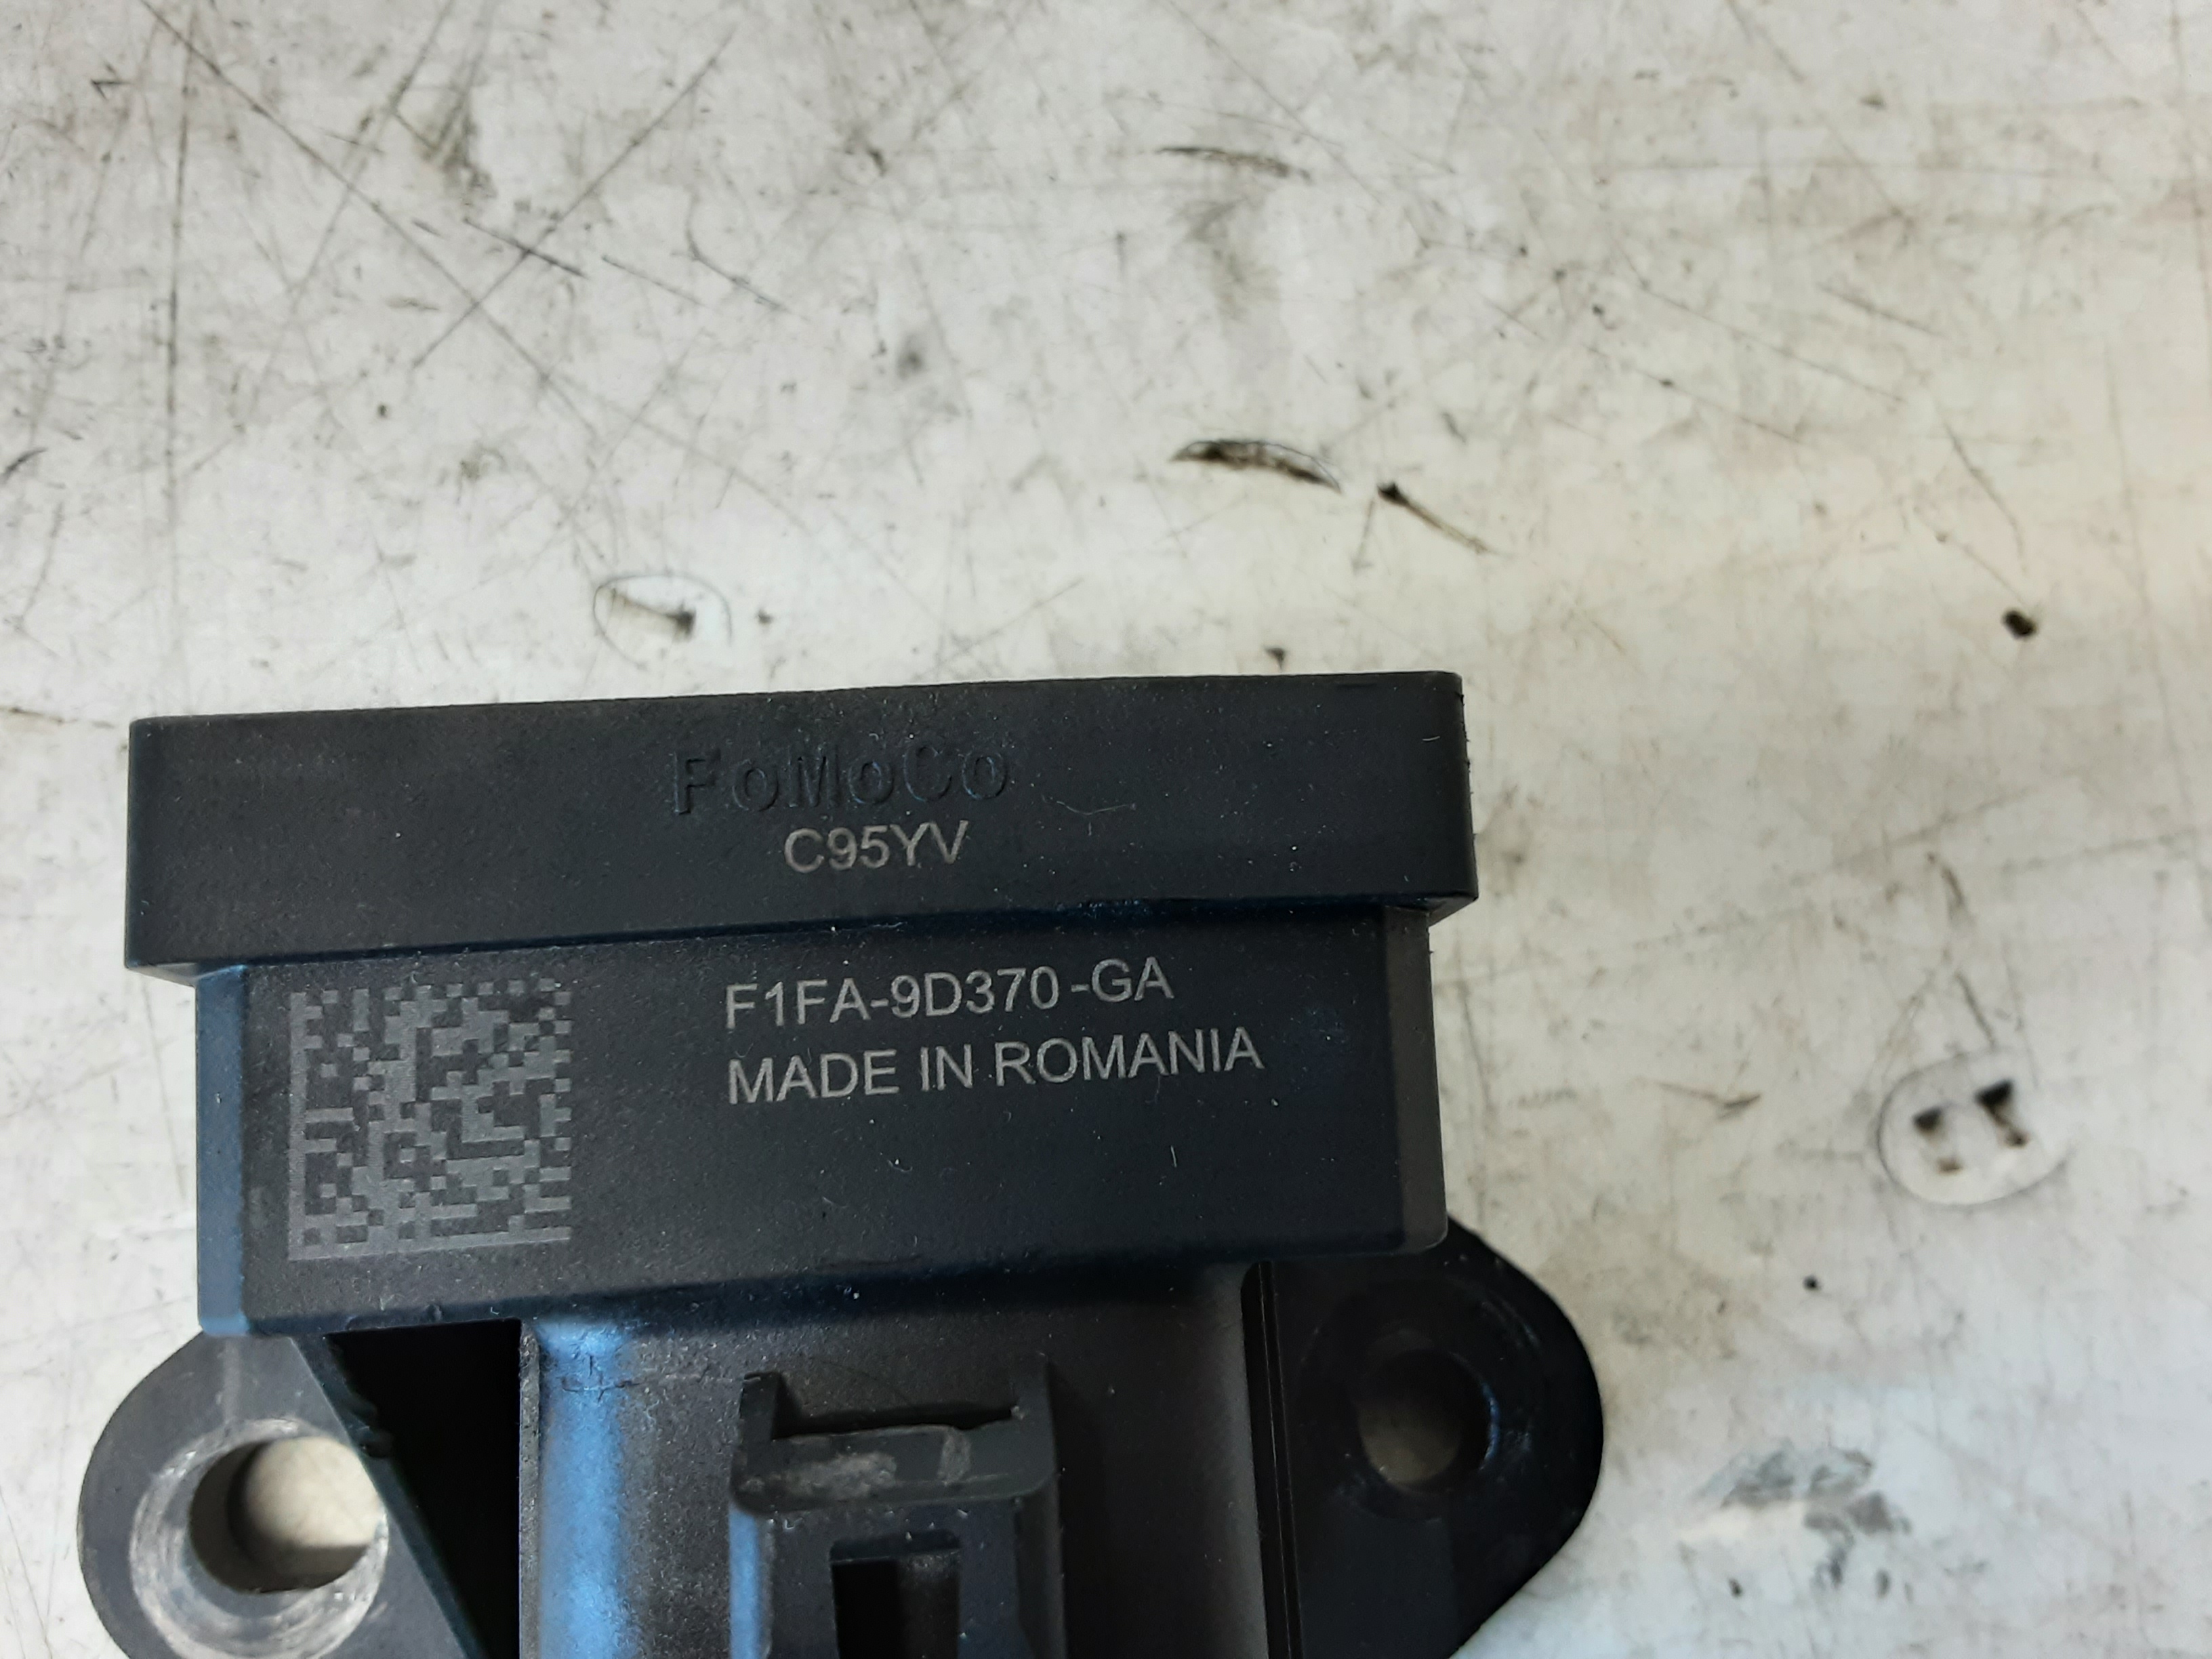 FoMoCo
C95YV
F1FA-9D370-GA
MADE IN ROMANIA